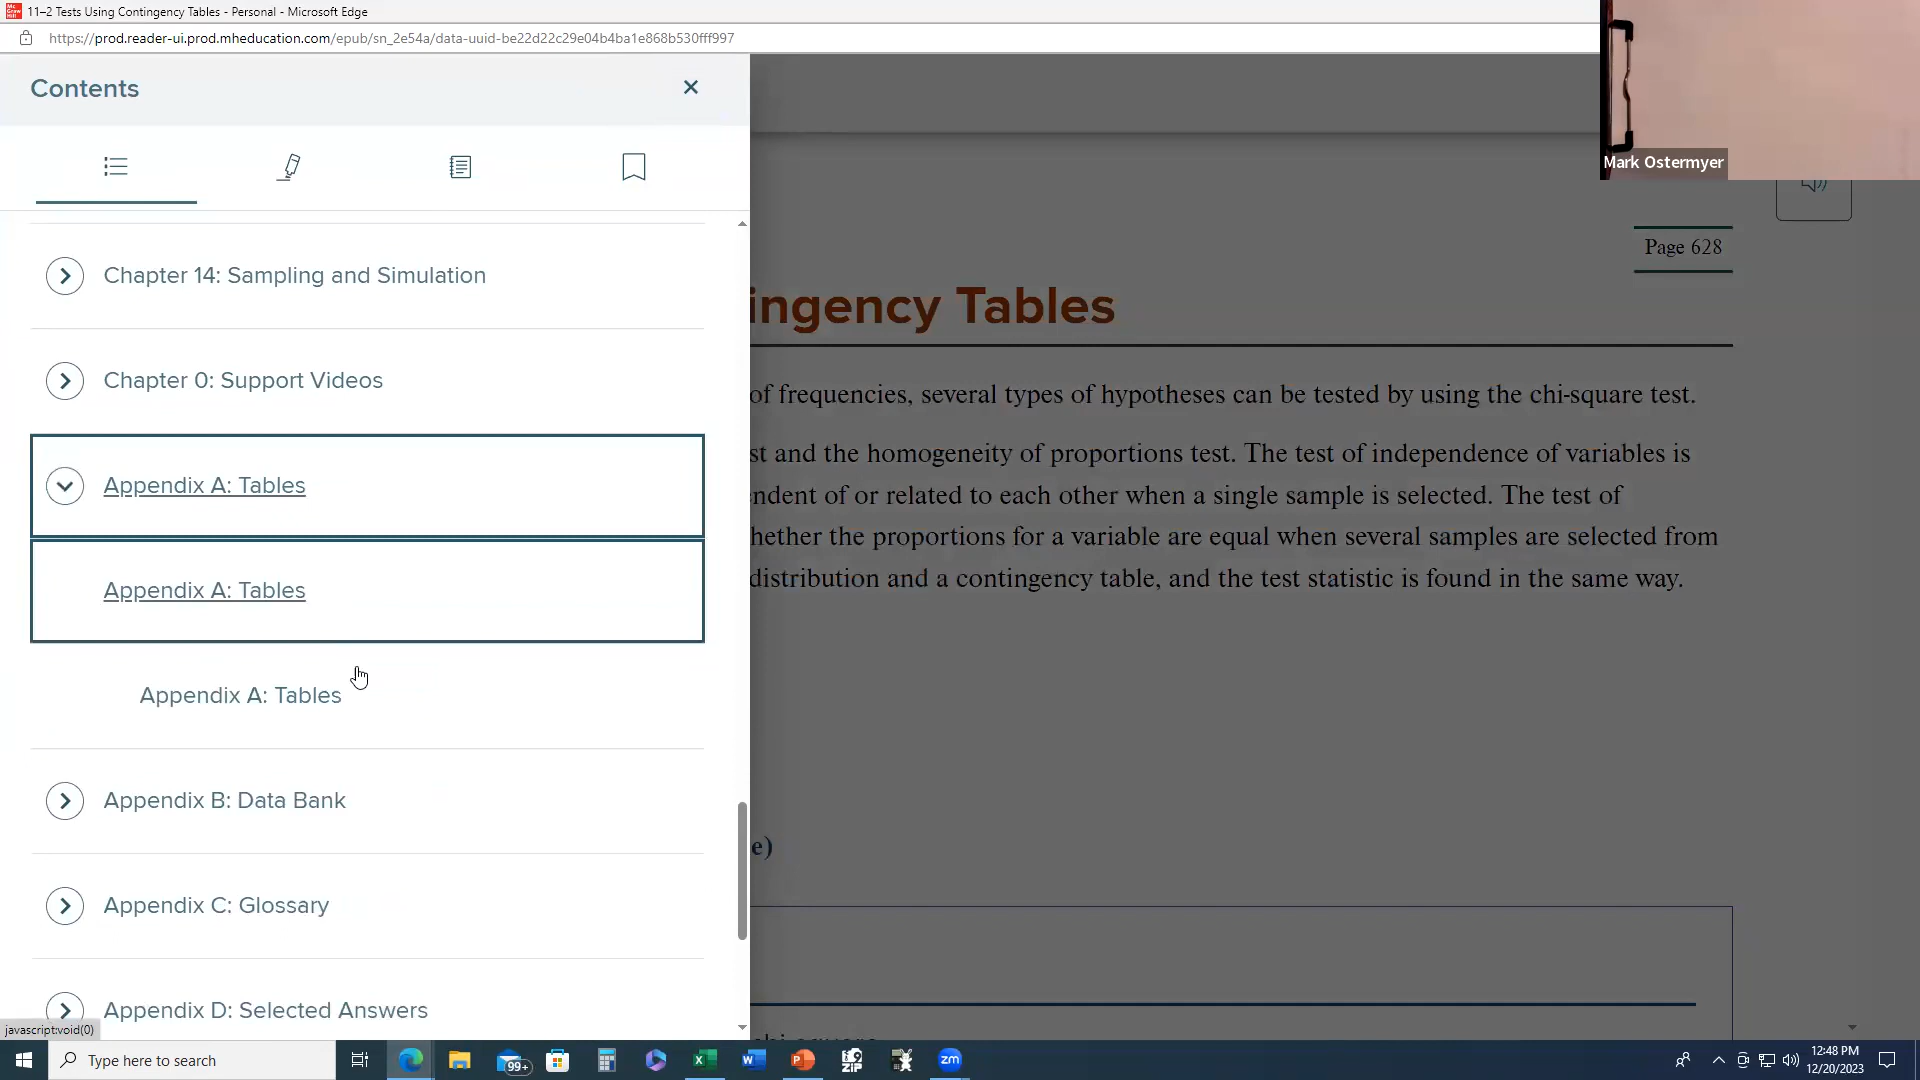 11–2 Tests Using Contingency Tables - Personal - Microsoft Edge
https://prod.reader-ui.prod.mheducation.com/epub/sn_2e54a/data-uuid-be22d22c29e04b4ba1e868b530fff997
Mark Ostermyer
Contents
Chapter 14: Sampling and Simulation
Chapter 0: Support Videos
Appendix A: Tables
Appendix A: Tables
Appendix A: Tables
Appendix B: Data Bank
Appendix C: Glossary
Appendix D: Selected Answers
javascript:void(0)
Page 628
ingency Tables
of frequencies, several types of hypotheses can be tested by using the chi-square test.
st and the homogeneity of proportions test. The test of independence of variables is
endent of or related to each other when a single sample is selected. The test of
hether the proportions for a variable are equal when several samples are selected from
distribution and a contingency table, and the test statistic is found in the same way.
e)
Type here to search
99+
zm
12:48 PM
12/20/2023